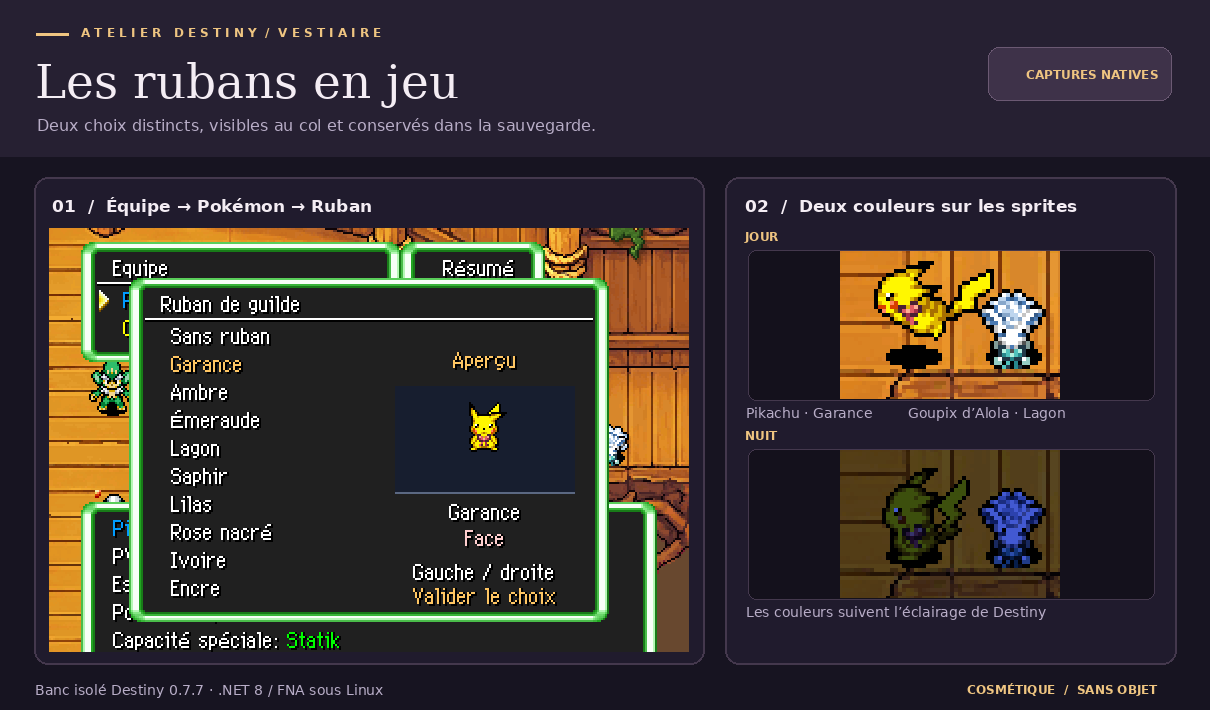 ATELIER DESTINY / VESTIAIRE
Les rubans en jeu
Deux choix distincts, visibles au col et conservés dans la sauvegarde.
CAPTURES NATIVES
01 / Équipe → Pokémon → Ruban
Equipe
Résumé
Ruban de guilde
Sans ruban
Garance
Ambre
Émeraude
Lagon
Saphir
Lilas
Rose nacré
Ivoire
Encre
Aperçu
Garance
Face
Gauche / droite
Valider le choix
Capacité spéciale: Statik
02 / Deux couleurs sur les sprites
JOUR
Pikachu · Garance
Goupix d’Alola · Lagon
NUIT
Les couleurs suivent l’éclairage de Destiny
Banc isolé Destiny 0.7.7 · .NET 8 / FNA sous Linux
COSMÉTIQUE / SANS OBJET